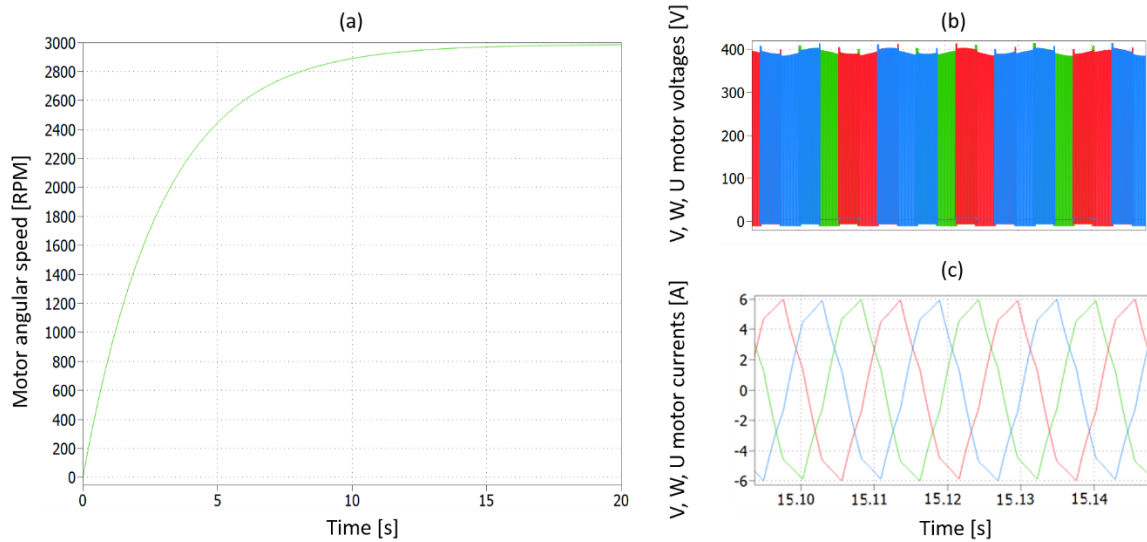 (a)
3000
2800
2600
2400
2200
2000
1800
1600
1400
1200
1000
800
600
400
200
0
Motor angular speed [RPM]
0 5 10 15 20
Time [s]
(b)
V, W, U motor voltages [V]
400
300
200
100
0
(c)
V, W, U motor currents [A]
6
4
2
0
-2
-4
-6
15.10 15.11 15.12 15.13 15.14
Time [s]